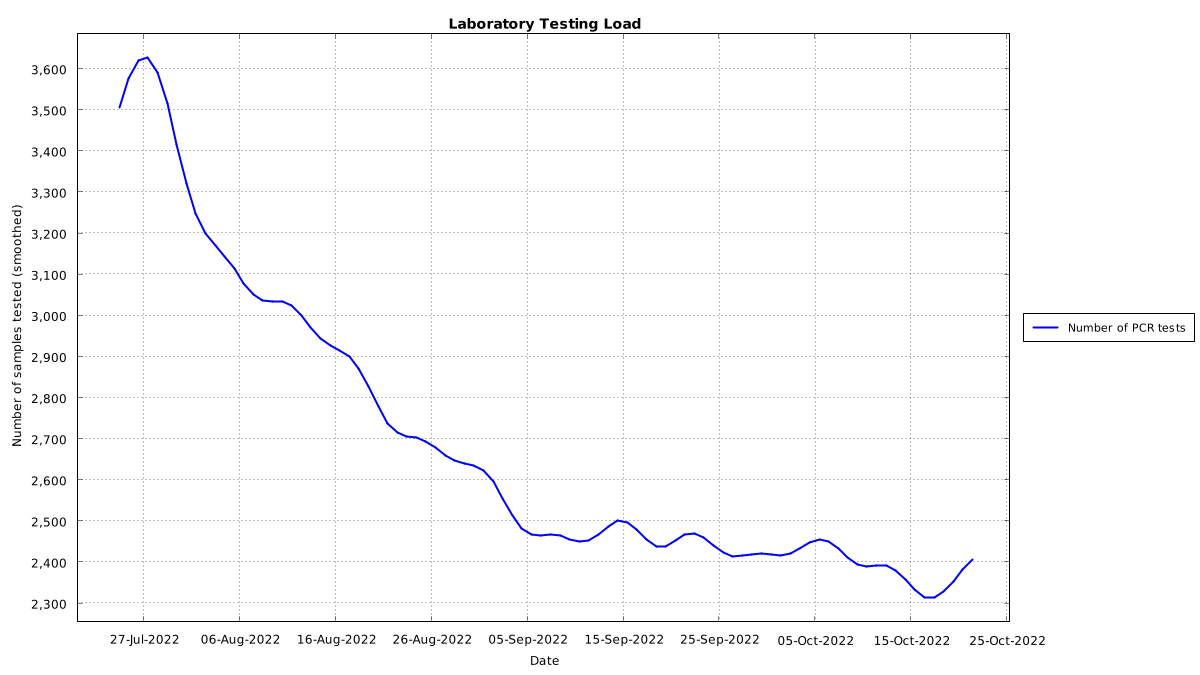 Laboratory Testing Load
Number of samples tested (smoothed)
3,600
3,500
3,400
3,300
3,200
3,100
3,000
2,900
2,800
2,700
2,600
2,500
2,400
2,300
27-Jul-2022 06-Aug-2022 16-Aug-2022 26-Aug-2022 05-Sep-2022 15-Sep-2022 25-Sep-2022 05-Oct-2022 15-Oct-2022 25-Oct-2022
Date
Number of PCR tests